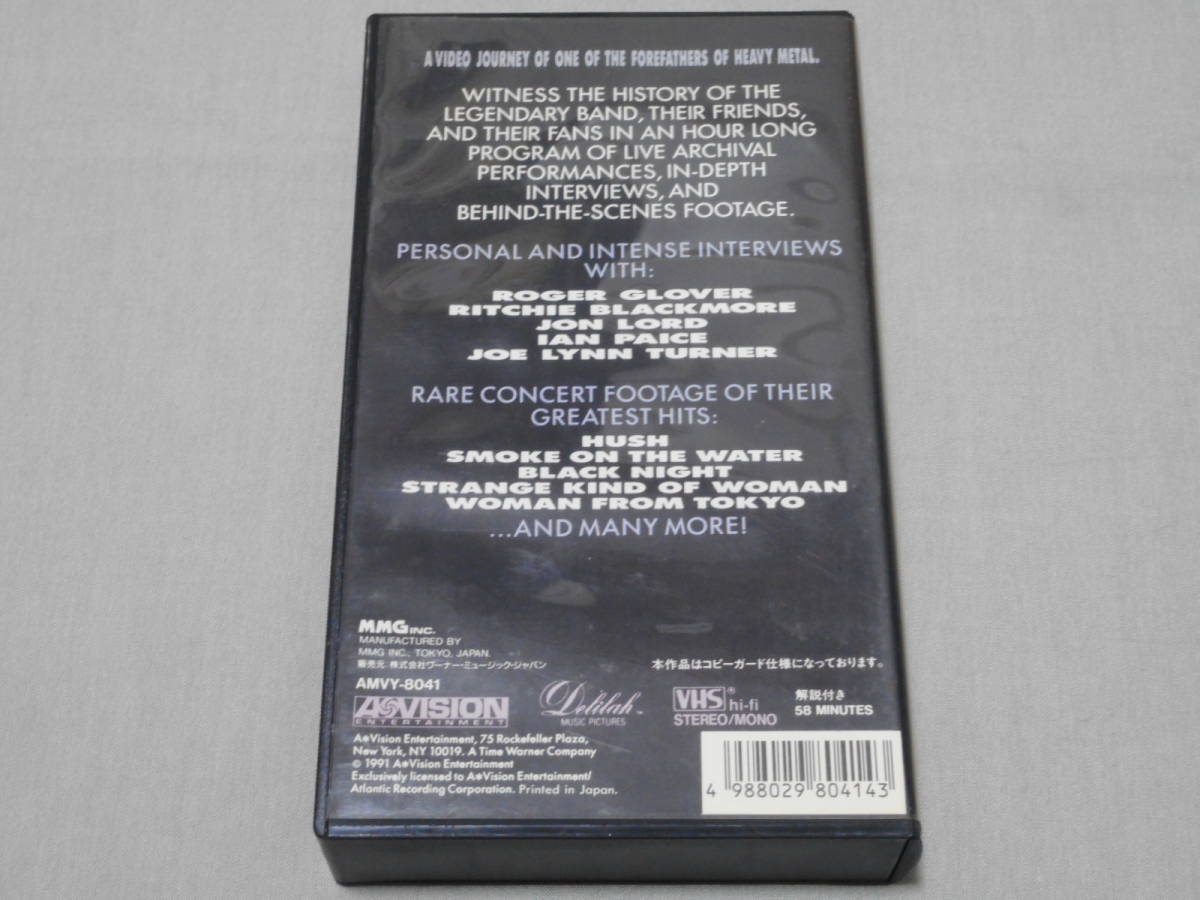 A VIDEO JOURNEY OF ONE OF THE FOREFATHERS OF HEAVY METAL.
WITNESS THE HISTORY OF THE
LEGENDARY BAND, THEIR FRIENDS,
AND THEIR FANS IN AN HOUR LONG
PROGRAM OF LIVE ARCHIVAL
PERFORMANCES, IN-DEPTH
INTERVIEWS, AND
BEHIND-THE-SCENES FOOTAGE.
PERSONAL AND INTENSE INTERVIEWS
WITH:
ROGER GLOVER
RITCHIE BLACKMORE
JON LORD
IAN PAICE
JOE LYNN TURNER
RARE CONCERT FOOTAGE OF THEIR
GREATEST HITS:
HUSH
SMOKE ON THE WATER
BLACK NIGHT
STRANGE KIND OF WOMAN
WOMAN FROM TOKYO
...AND MANY MORE!
MMG INC.
MANUFACTURED BY
MMG INC., TOKYO, JAPAN.
販売元: 株式会社ワーナー・ミュージック・ジャパン
本作品はコピーガード仕様になっております。
AMVY-8041
A*VISION
ENTERTAINMENT
Delilah
MUSIC PICTURES
VHS® hi-fi
STEREO/MONO
解説付き
58 MINUTES
A*Vision Entertainment, 75 Rockefeller Plaza,
New York, NY 10019. A Time Warner Company
© 1991 A*Vision Entertainment
Exclusively licensed to A*Vision Entertainment/
Atlantic Recording Corporation. Printed in Japan.
4 988029 804143